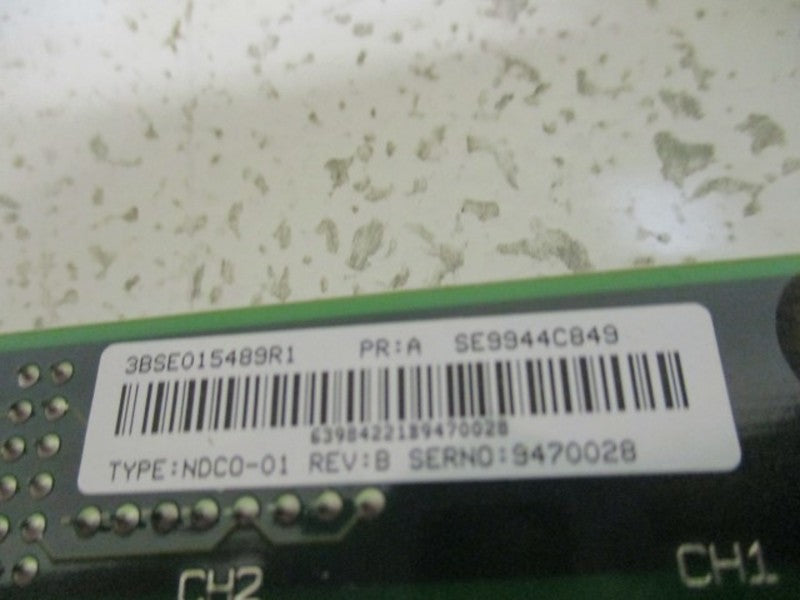 3BSE015489R1 PR:A SE9944C849
6398422189470028
TYPE:NDCO-01 REV:B SERNO:9470028
CH2 CH1